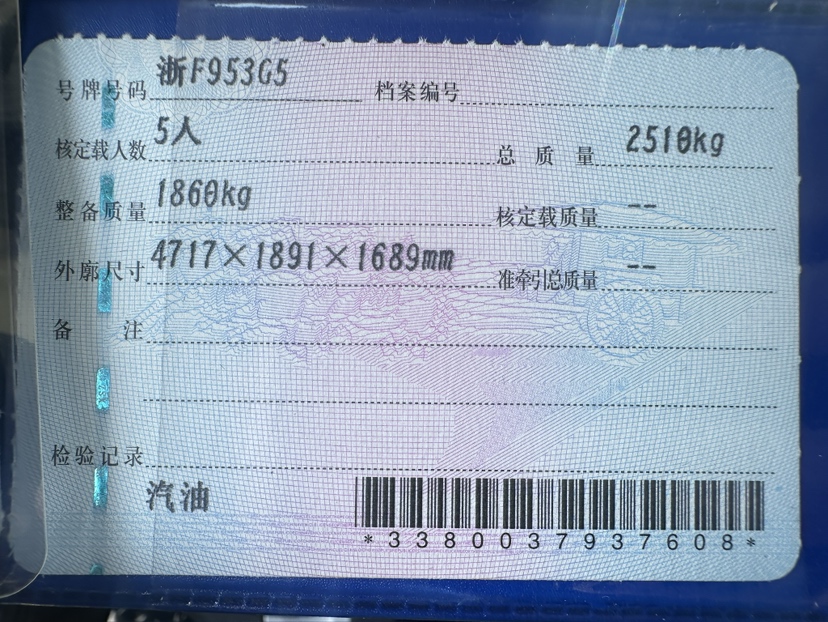 号牌号码 浙F953G5 档案编号
核定载人数 5人 总质量 2510kg
整备质量 1860kg 核定载质量 --
外廓尺寸 4717×1891×1689mm 准牵引总质量 --
备注
检验记录
汽油
*3380037937608*